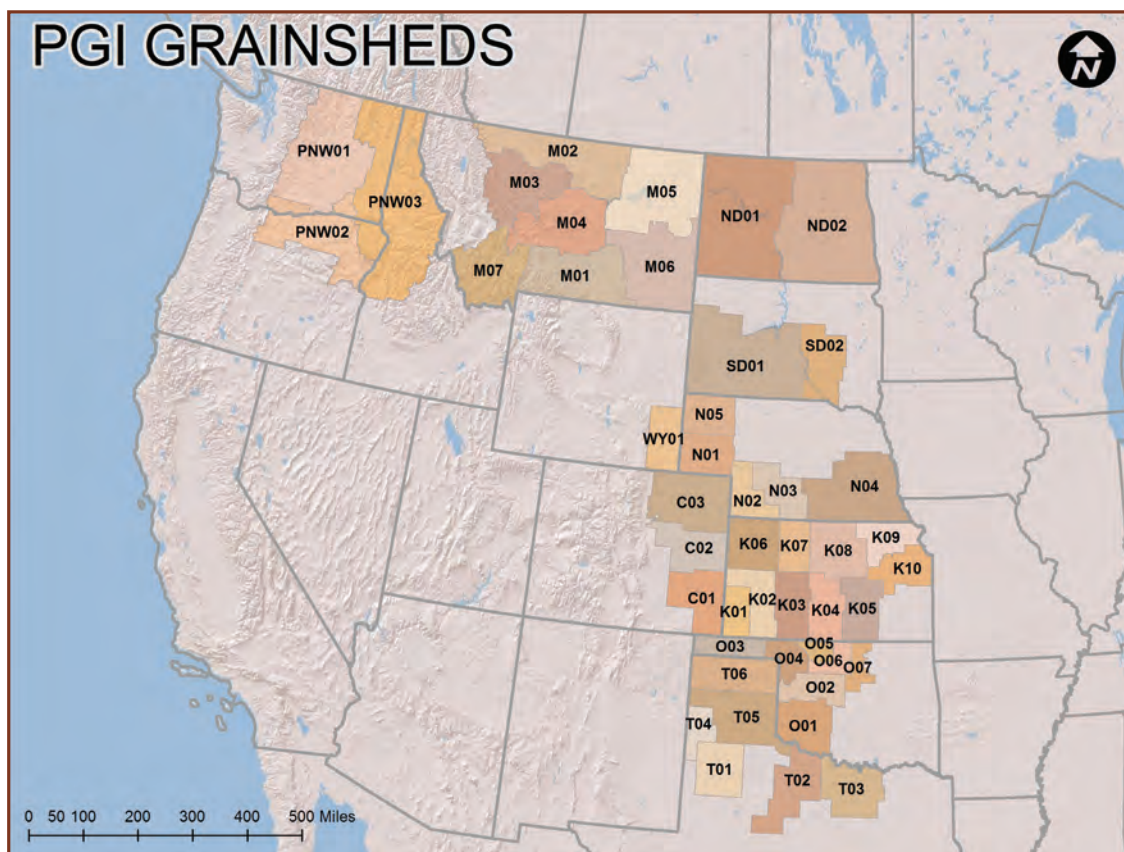 PGI GRAINSHEDS
N
PNW01
PNW03
PNW02
M02
M03
M05
M04
M07
M01
M06
ND01
ND02
SD01
SD02
WY01
N05
N01
N02
N03
N04
C03
C02
C01
K06
K07
K08
K09
K10
K01
K02
K03
K04
K05
O03
O05
O04
O06
O07
O02
O01
T06
T05
T04
T01
T02
T03
0 50 100 200 300 400 500 Miles